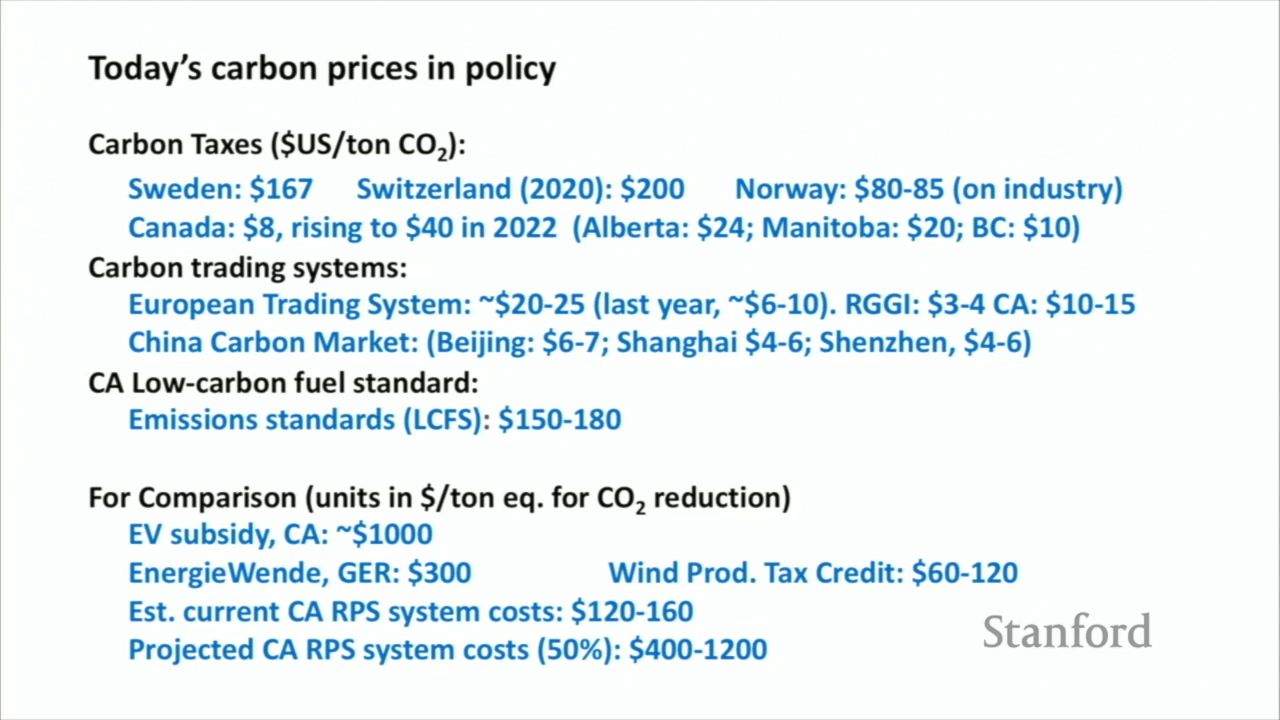 Today’s carbon prices in policy
Carbon Taxes ($US/ton CO₂):
Sweden: $167 Switzerland (2020): $200 Norway: $80-85 (on industry)
Canada: $8, rising to $40 in 2022 (Alberta: $24; Manitoba: $20; BC: $10)
Carbon trading systems:
European Trading System: ~$20-25 (last year, ~$6-10). RGGI: $3-4 CA: $10-15
China Carbon Market: (Beijing: $6-7; Shanghai $4-6; Shenzhen, $4-6)
CA Low-carbon fuel standard:
Emissions standards (LCFS): $150-180
For Comparison (units in $/ton eq. for CO₂ reduction)
EV subsidy, CA: ~$1000
EnergieWende, GER: $300 Wind Prod. Tax Credit: $60-120
Est. current CA RPS system costs: $120-160
Projected CA RPS system costs (50%): $400-1200
Stanford